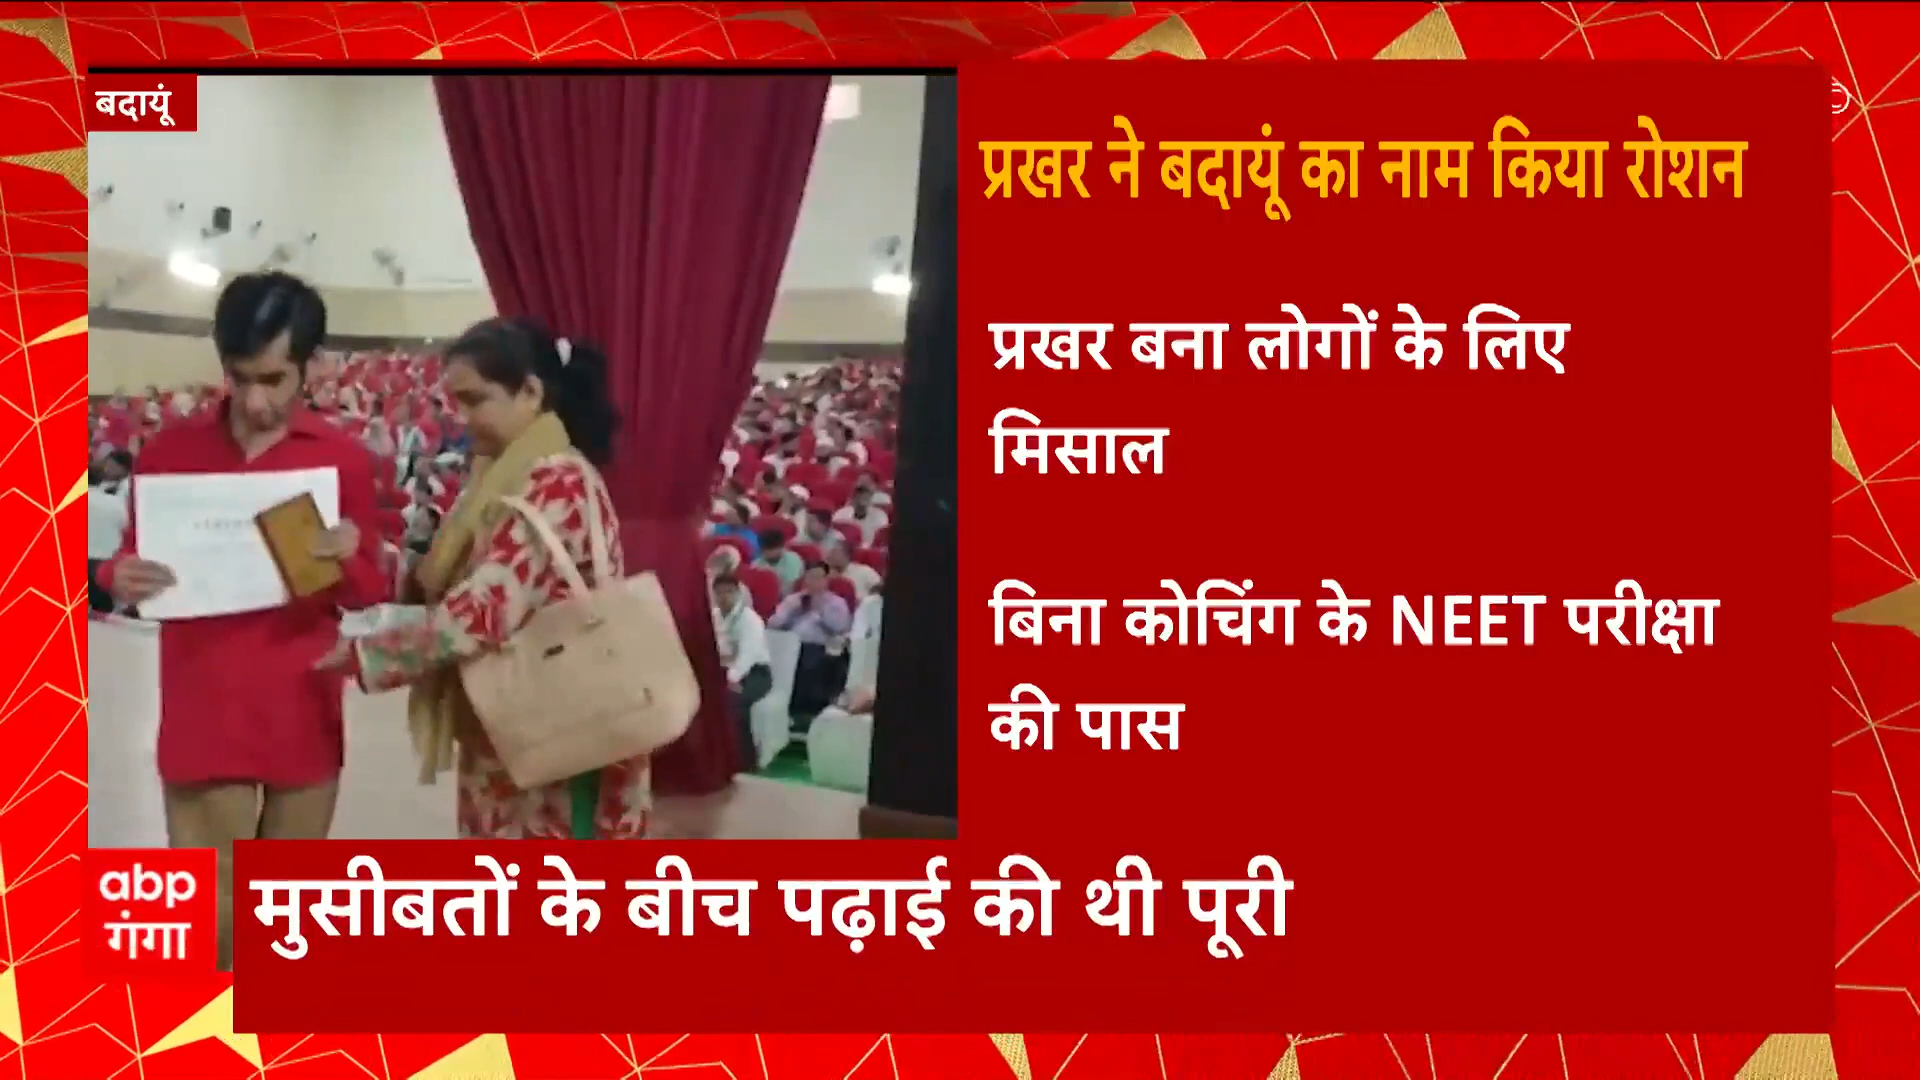 बदायूं
प्रखर ने बदायूं का नाम किया रोशन
प्रखर बना लोगों के लिए
मिसाल
बिना कोचिंग के NEET परीक्षा
की पास
abp
गंगा
मुसीबतों के बीच पढ़ाई की थी पूरी